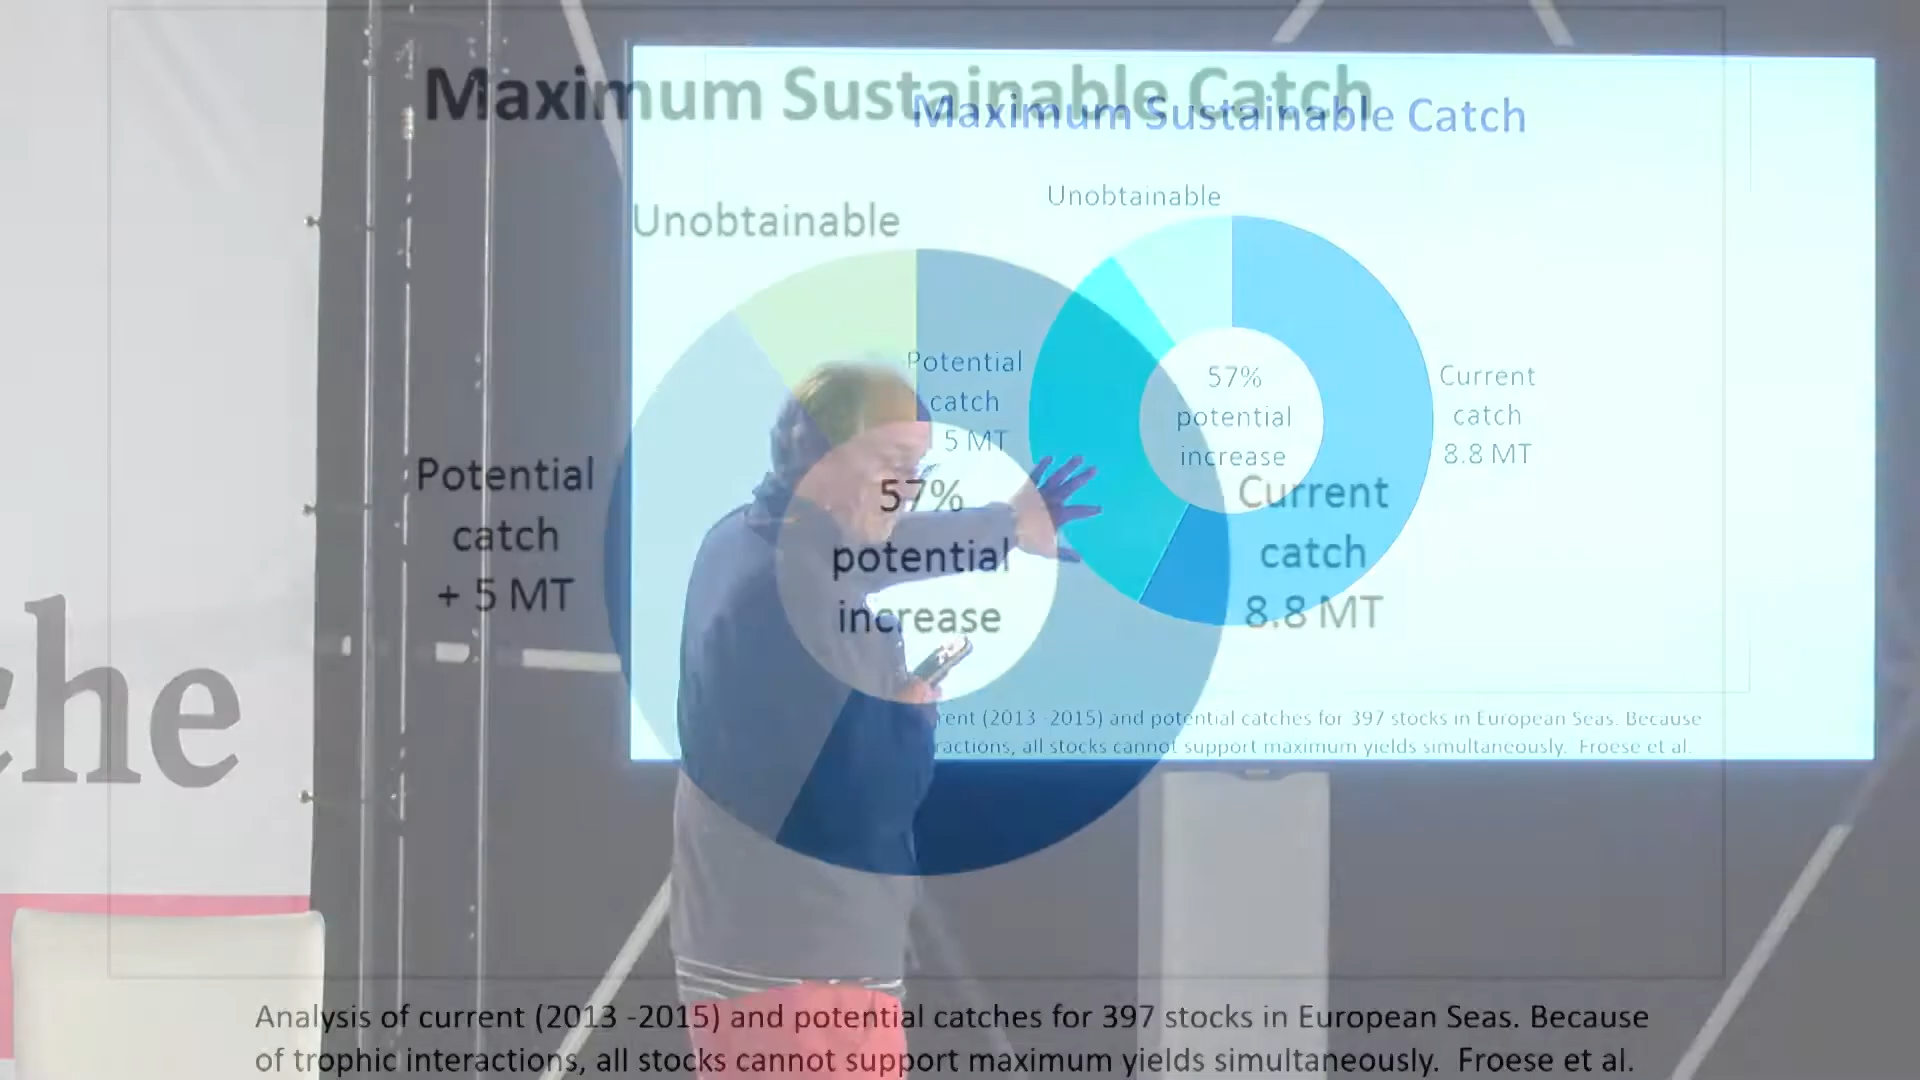 Maximum Sustainable Catch
Unobtainable
Potential
catch
+ 5 MT
57%
potential
increase
Current
catch
8.8 MT
Analysis of current (2013 -2015) and potential catches for 397 stocks in European Seas. Because
of trophic interactions, all stocks cannot support maximum yields simultaneously. Froese et al.
Maximum Sustainable Catch
Unobtainable
Potential
catch
5 MT
57%
potential
increase
Current
catch
8.8 MT
(2013 -2015) and potential catches for 397 stocks in European Seas. Because
all stocks cannot support maximum yields simultaneously. Froese et al.
che